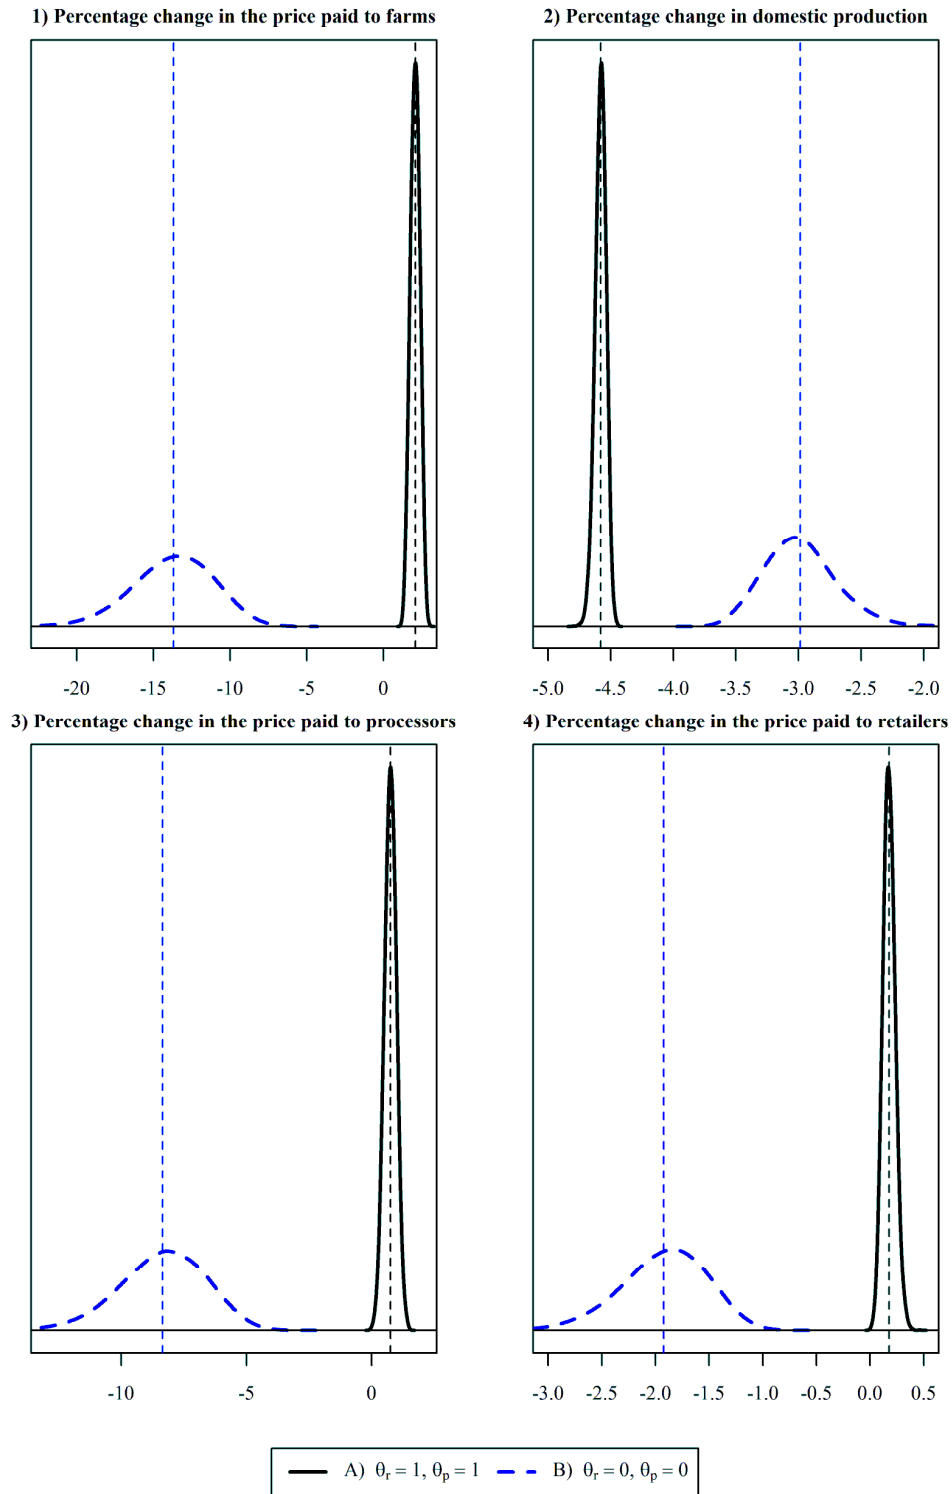 1) Percentage change in the price paid to farms
2) Percentage change in domestic production
-20 -15 -10 -5 0
-5.0 -4.5 -4.0 -3.5 -3.0 -2.5 -2.0
3) Percentage change in the price paid to processors
4) Percentage change in the price paid to retailers
-10 -5 0
-3.0 -2.5 -2.0 -1.5 -1.0 -0.5 0.0 0.5
A) θr = 1, θp = 1 B) θr = 0, θp = 0